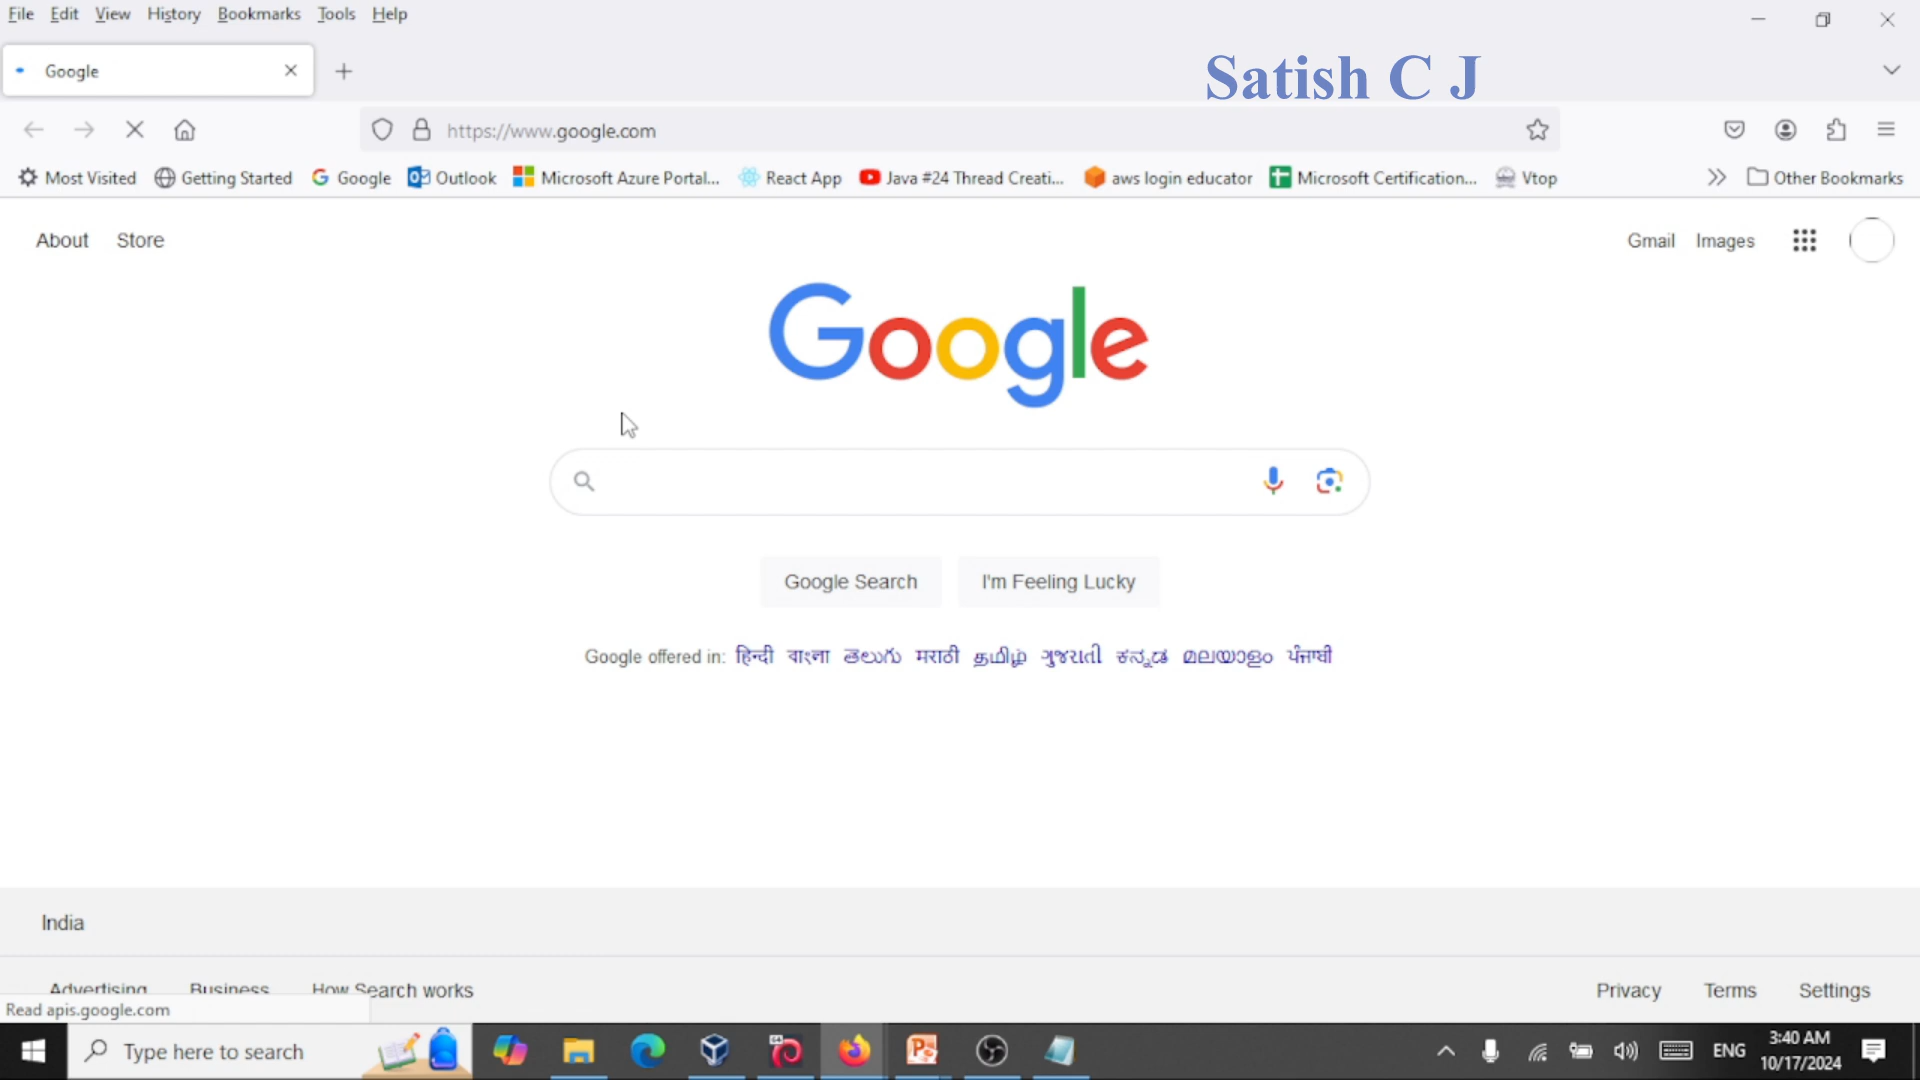 File Edit View History Bookmarks Tools Help
Google
Satish C J
https://www.google.com
Most Visited Getting Started Google Outlook Microsoft Azure Portal... React App Java #24 Thread Creati... aws login educator Microsoft Certification... Vtop Other Bookmarks
About Store Gmail Images
Google
Google Search I'm Feeling Lucky
Google offered in: हिन्दी বাংলা తెలుగు मराठी தமிழ் ગુજરાતી ಕನ್ನಡ മലയാളം ਪੰਜਾਬੀ
India
Advertising Business How Search works Privacy Terms Settings
Read apis.google.com
Type here to search ENG 3:40 AM
10/17/2024